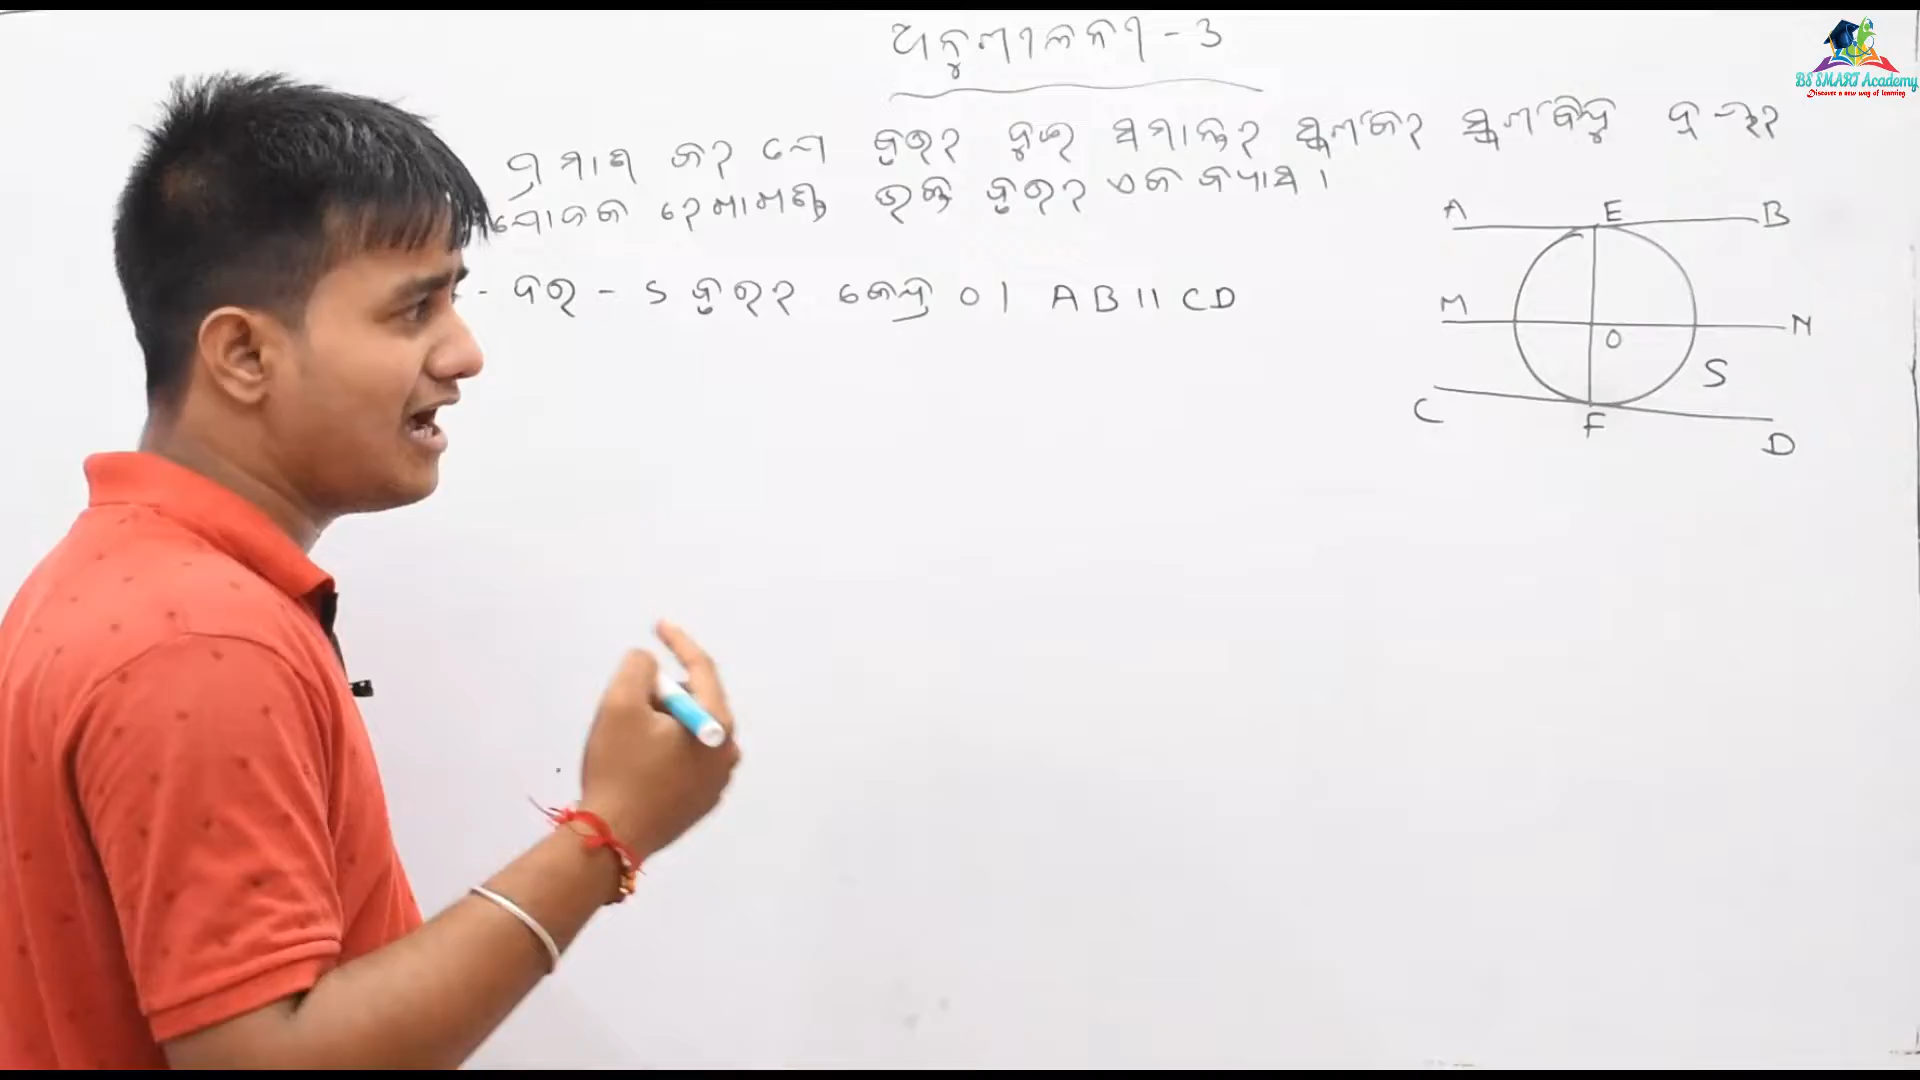 ଅନୁଶୀଳନୀ - 3
ପ୍ରମାଣ କର ଯେ ବୃତ୍ତର ଦୁଇ ସମାନ୍ତର ସ୍ପର୍ଶକର ସ୍ପର୍ଶବିନ୍ଦୁ ଦ୍ଵୟର
ଯୋଜକ ରେଖାଖଣ୍ଡ ଉକ୍ତ ବୃତ୍ତର ଏକ ବ୍ୟାସ ।
- ଦତ୍ତ - S ବୃତ୍ତର କେନ୍ଦ୍ର O । AB || CD
A E B
M O N
S
C F D
BS SMART Academy
Discover a new way of learning